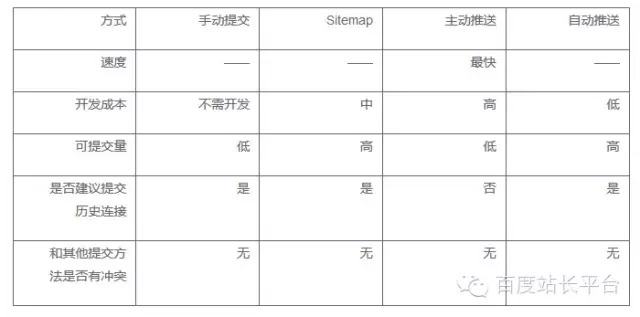 方式 手动提交 Sitemap 主动推送 自动推送
速度 —— —— 最快 ——
开发成本 不需开发 中 高 低
可提交量 低 高 低 高
是否建议提交 是 是 否 是
历史连接
和其他提交方 无 无 无 无
法是否有冲突
百度站长平台